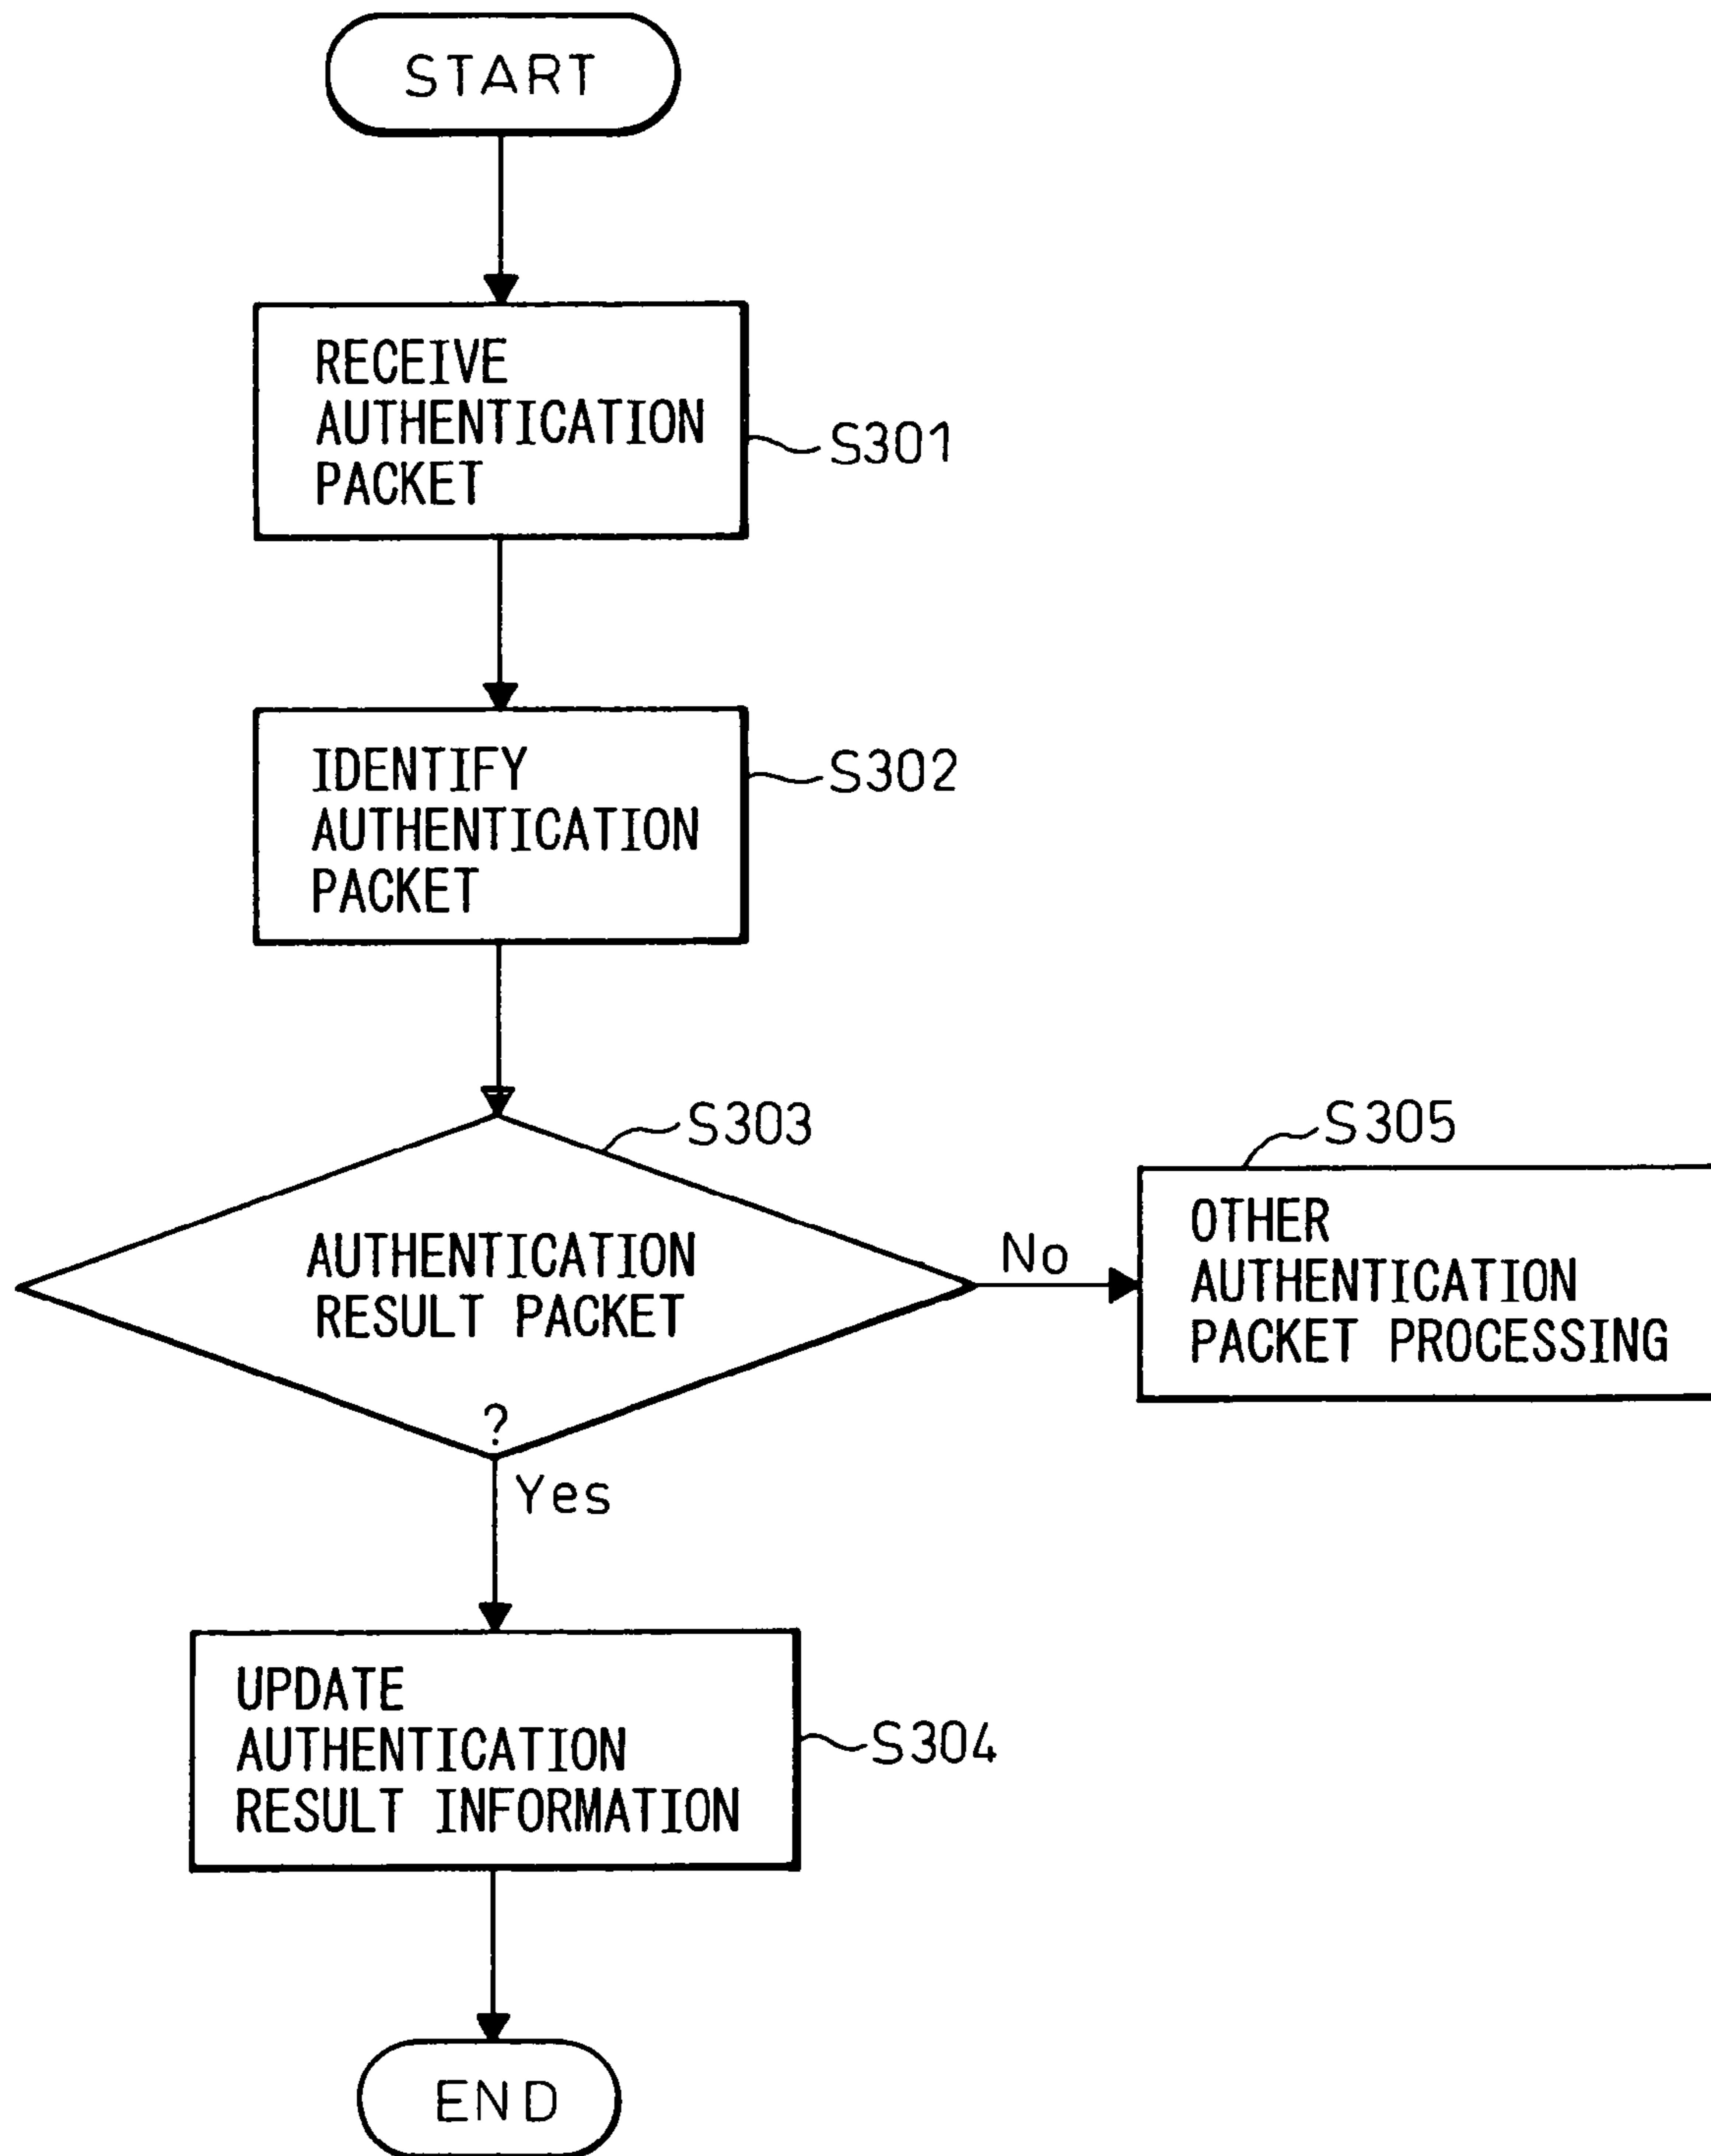 START
RECEIVE
AUTHENTICATION
PACKET
S301
IDENTIFY
AUTHENTICATION
PACKET
S302
S303
AUTHENTICATION
RESULT PACKET
?
No
Yes
S305
OTHER
AUTHENTICATION
PACKET PROCESSING
UPDATE
AUTHENTICATION
RESULT INFORMATION
S304
END